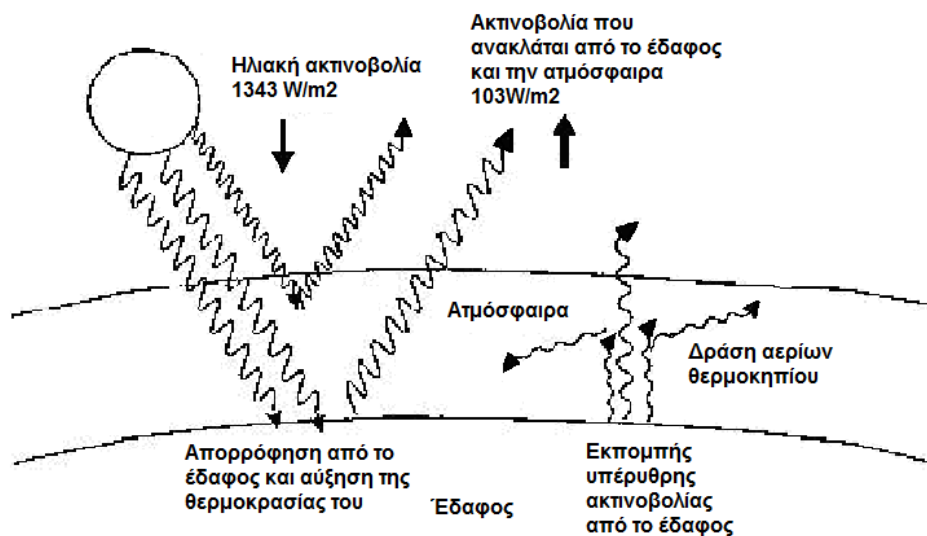 Ηλιακή ακτινοβολία
1343 W/m2
Ακτινοβολία που
ανακλάται από το έδαφος
και την ατμόσφαιρα
103W/m2
Ατμόσφαιρα
Δράση αερίων
θερμοκηπίου
Απορρόφηση από το
έδαφος και αύξηση της
θερμοκρασίας του
Έδαφος
Εκπομπής
υπέρυθρης
ακτινοβολίας
από το έδαφος